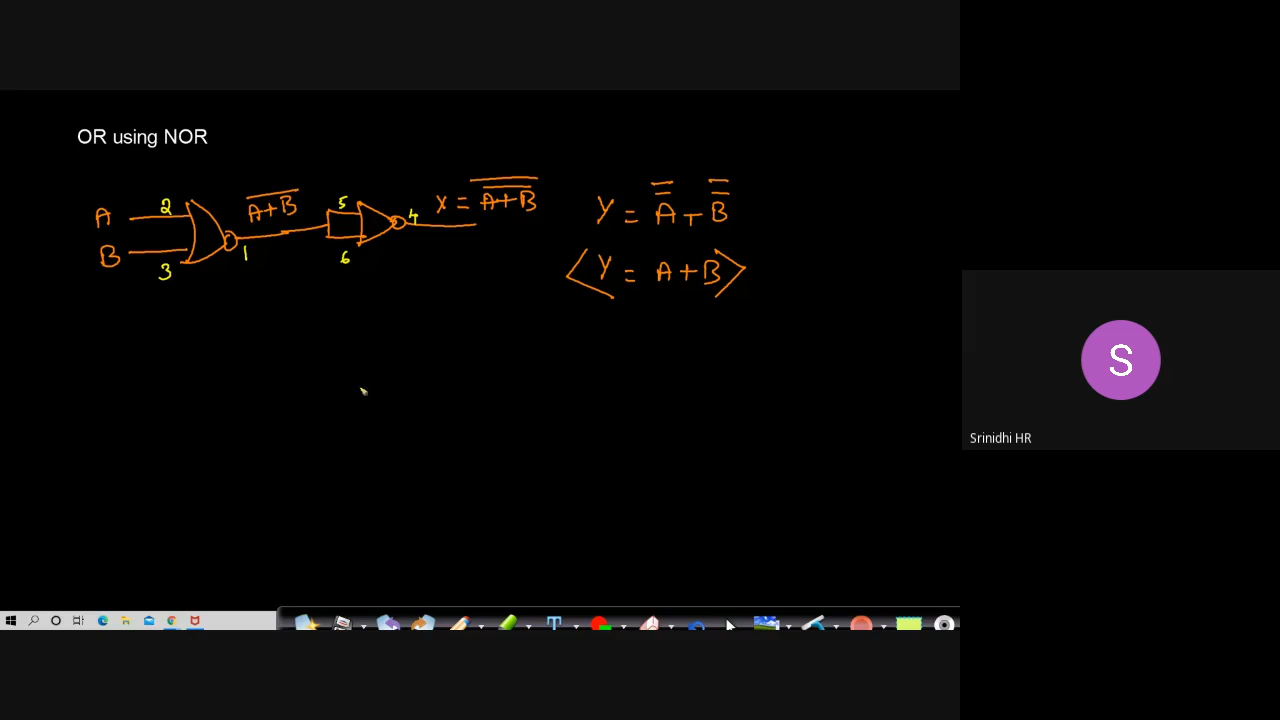 OR using NOR
A 2 B 3 1
A̅+̅B̅
5 6 4
X = A̿+̿B̿
Y = A̿ + B̿
Y = A + B
S
Srinidhi HR